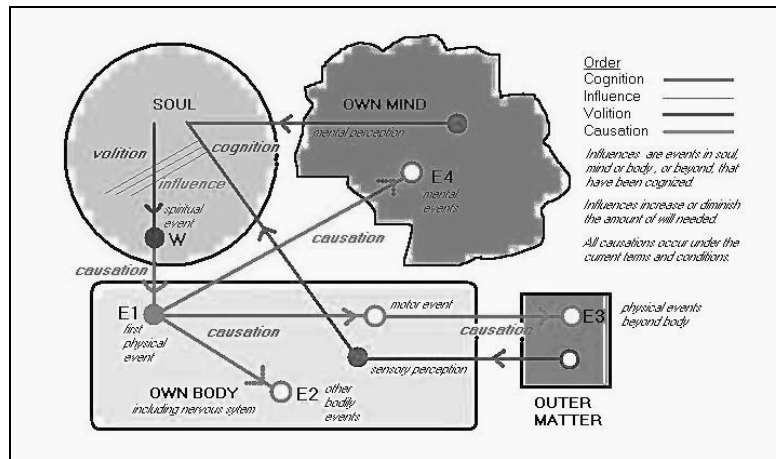 SOUL
OWN MIND
mental perception
cognition
volition
influence
spiritual
event
W
causation
E4
mental
events
causation
E1
first
physical
event
causation
motor event
causation
E3
physical events
beyond body
sensory perception
OWN BODY
including nervous sytem
E2
other
bodily
events
OUTER
MATTER
Order
Cognition
Influence
Volition
Causation
Influences are events in soul,
mind or body, or beyond, that
have been cognized.
Influences increase or diminish
the amount of will needed.
All causations occur under the
current terms and conditions.